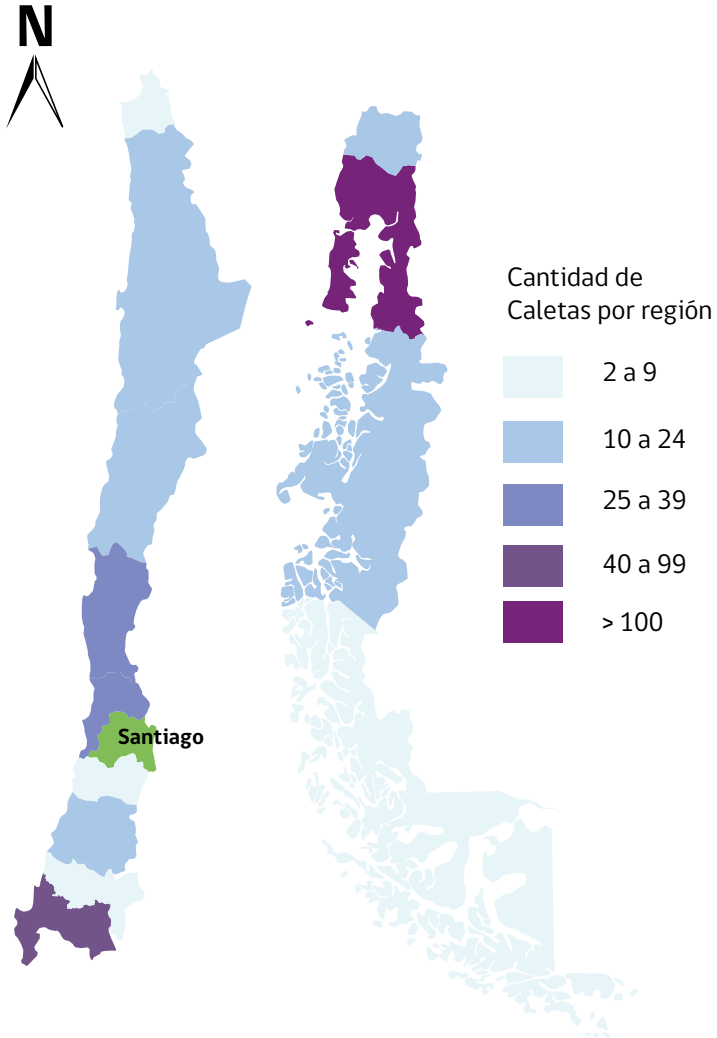 N
Cantidad de
Caletas por región
2 a 9
10 a 24
25 a 39
40 a 99
> 100
Santiago